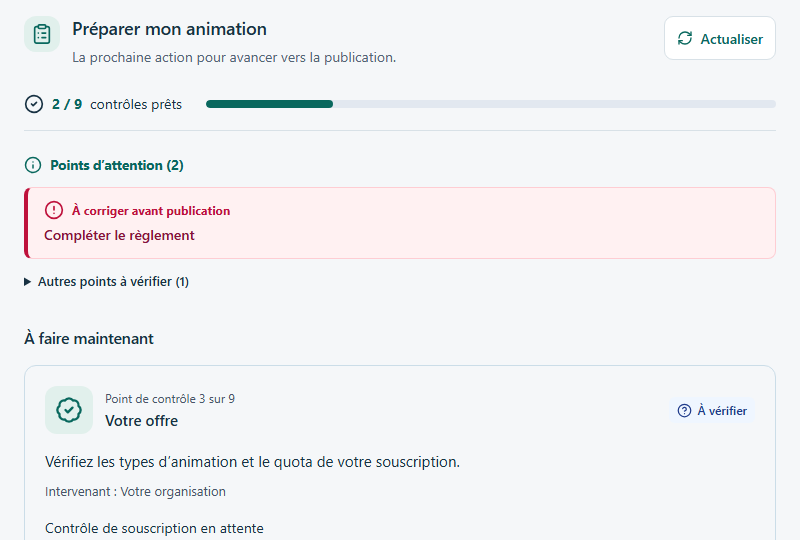 Préparer mon animation
La prochaine action pour avancer vers la publication.
Actualiser
2 / 9 contrôles prêts
Points d’attention (2)
À corriger avant publication
Compléter le règlement
Autres points à vérifier (1)
À faire maintenant
Point de contrôle 3 sur 9
Votre offre
À vérifier
Vérifiez les types d’animation et le quota de votre souscription.
Intervenant : Votre organisation
Contrôle de souscription en attente